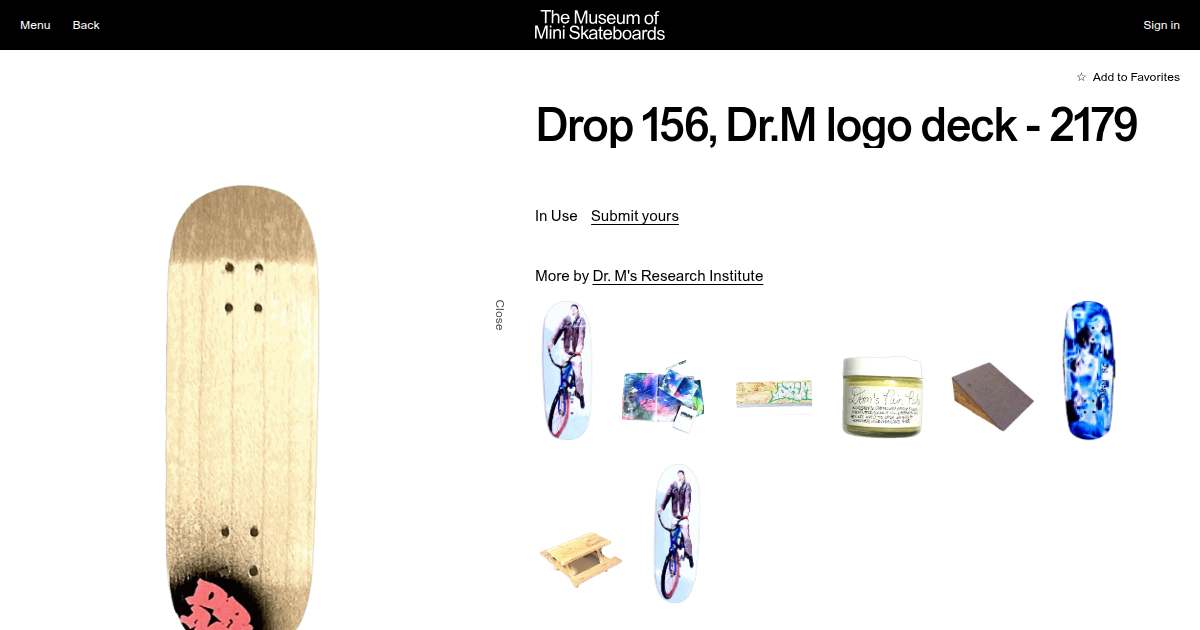 Menu
Back
The Museum of
Mini Skateboards
Sign in
☆ Add to Favorites
Drop 156, Dr.M logo deck - 2179
In Use Submit yours
More by Dr. M's Research Institute
Close